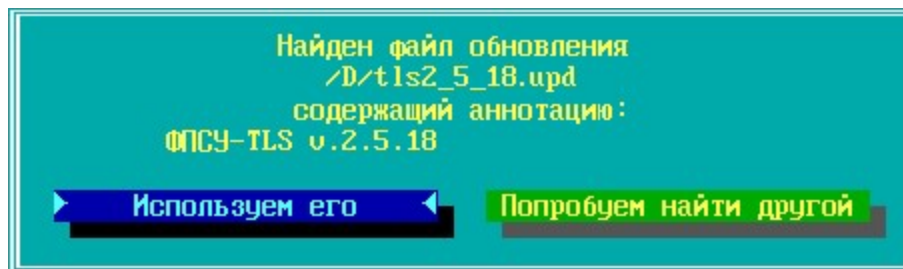 Найден файл обновления
/D/tls2_5_18.upd
содержащий аннотацию:
ФПСУ-TLS v.2.5.18
Используем его
Попробуем найти другой